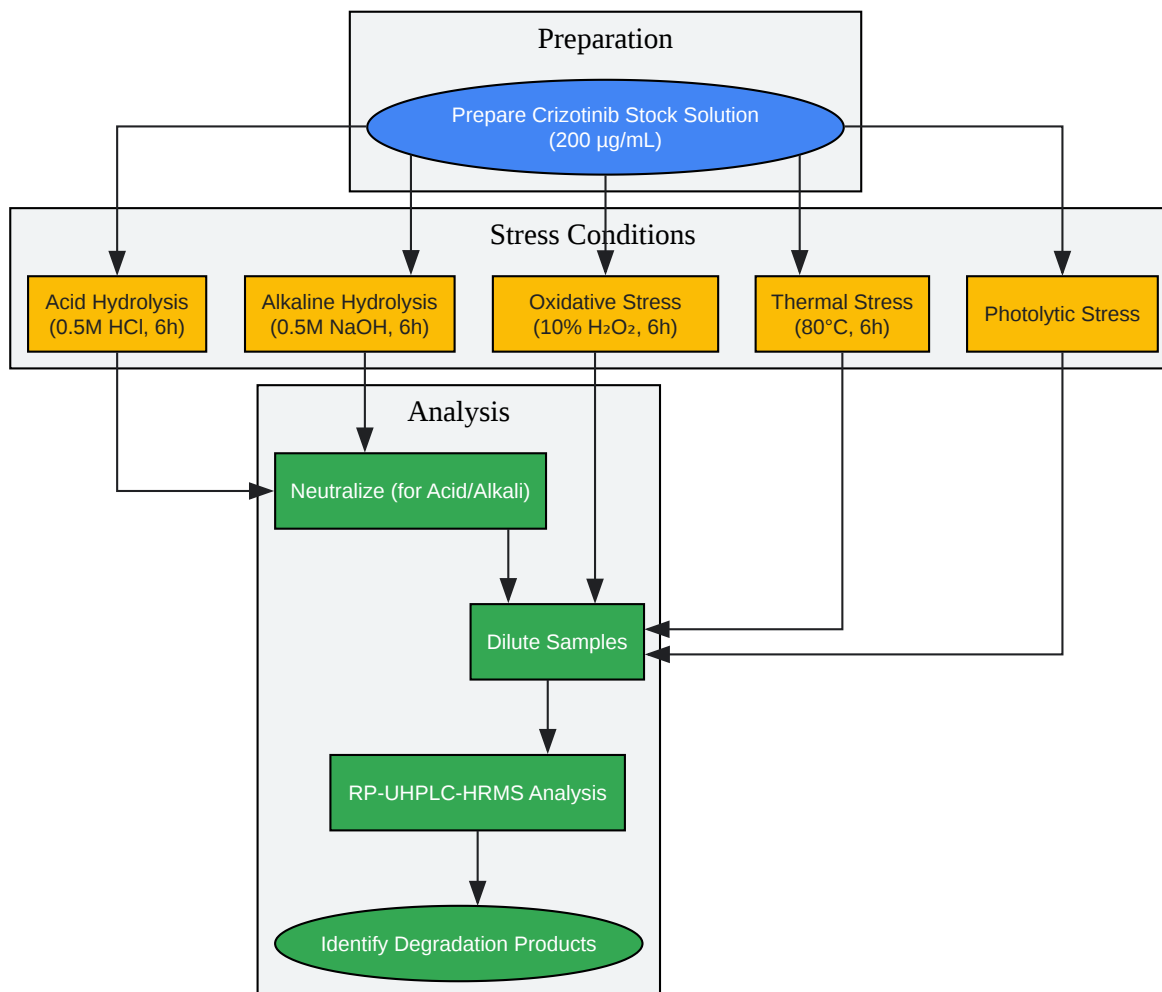 Preparation
Prepare Crizotinib Stock Solution
(200 µg/mL)
Stress Conditions
Acid Hydrolysis
(0.5M HCl, 6h)
Alkaline Hydrolysis
(0.5M NaOH, 6h)
Oxidative Stress
(10% H₂O₂, 6h)
Thermal Stress
(80°C, 6h)
Photolytic Stress
Analysis
Neutralize (for Acid/Alkali)
Dilute Samples
RP-UHPLC-HRMS Analysis
Identify Degradation Products